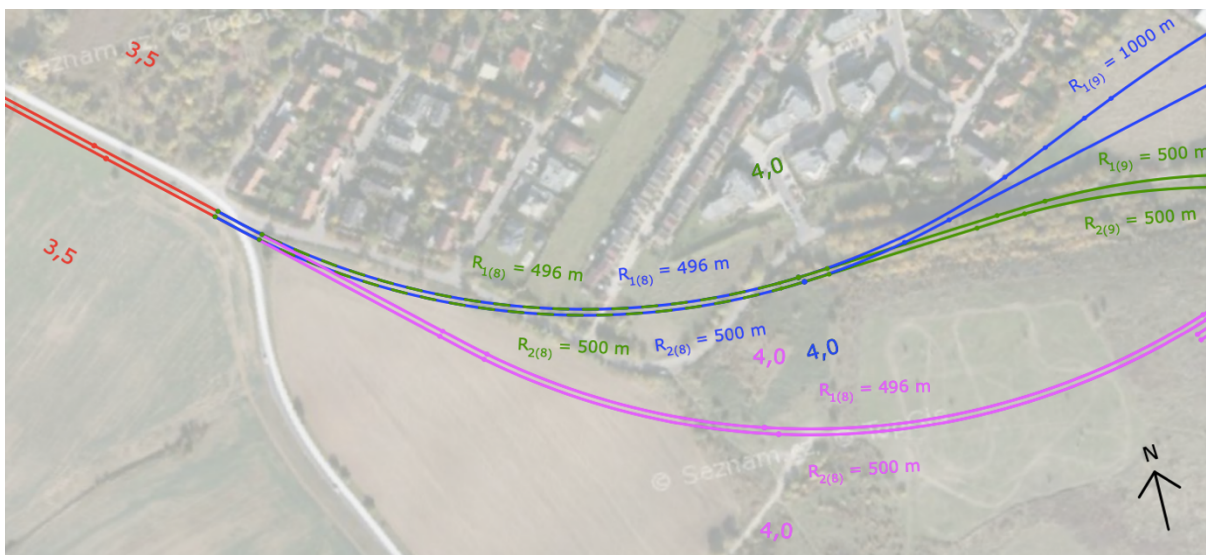 3,5
© Seznam
R1(9) = 1000 m
4,0
R1(9) = 500 m
R2(9) = 500 m
3,5
R1(8) = 496 m
R1(8) = 496 m
R2(8) = 500 m
R2(8) = 500 m
4,0
4,0
R1(8) = 496 m
© Seznam
R2(8) = 500 m
N
4,0